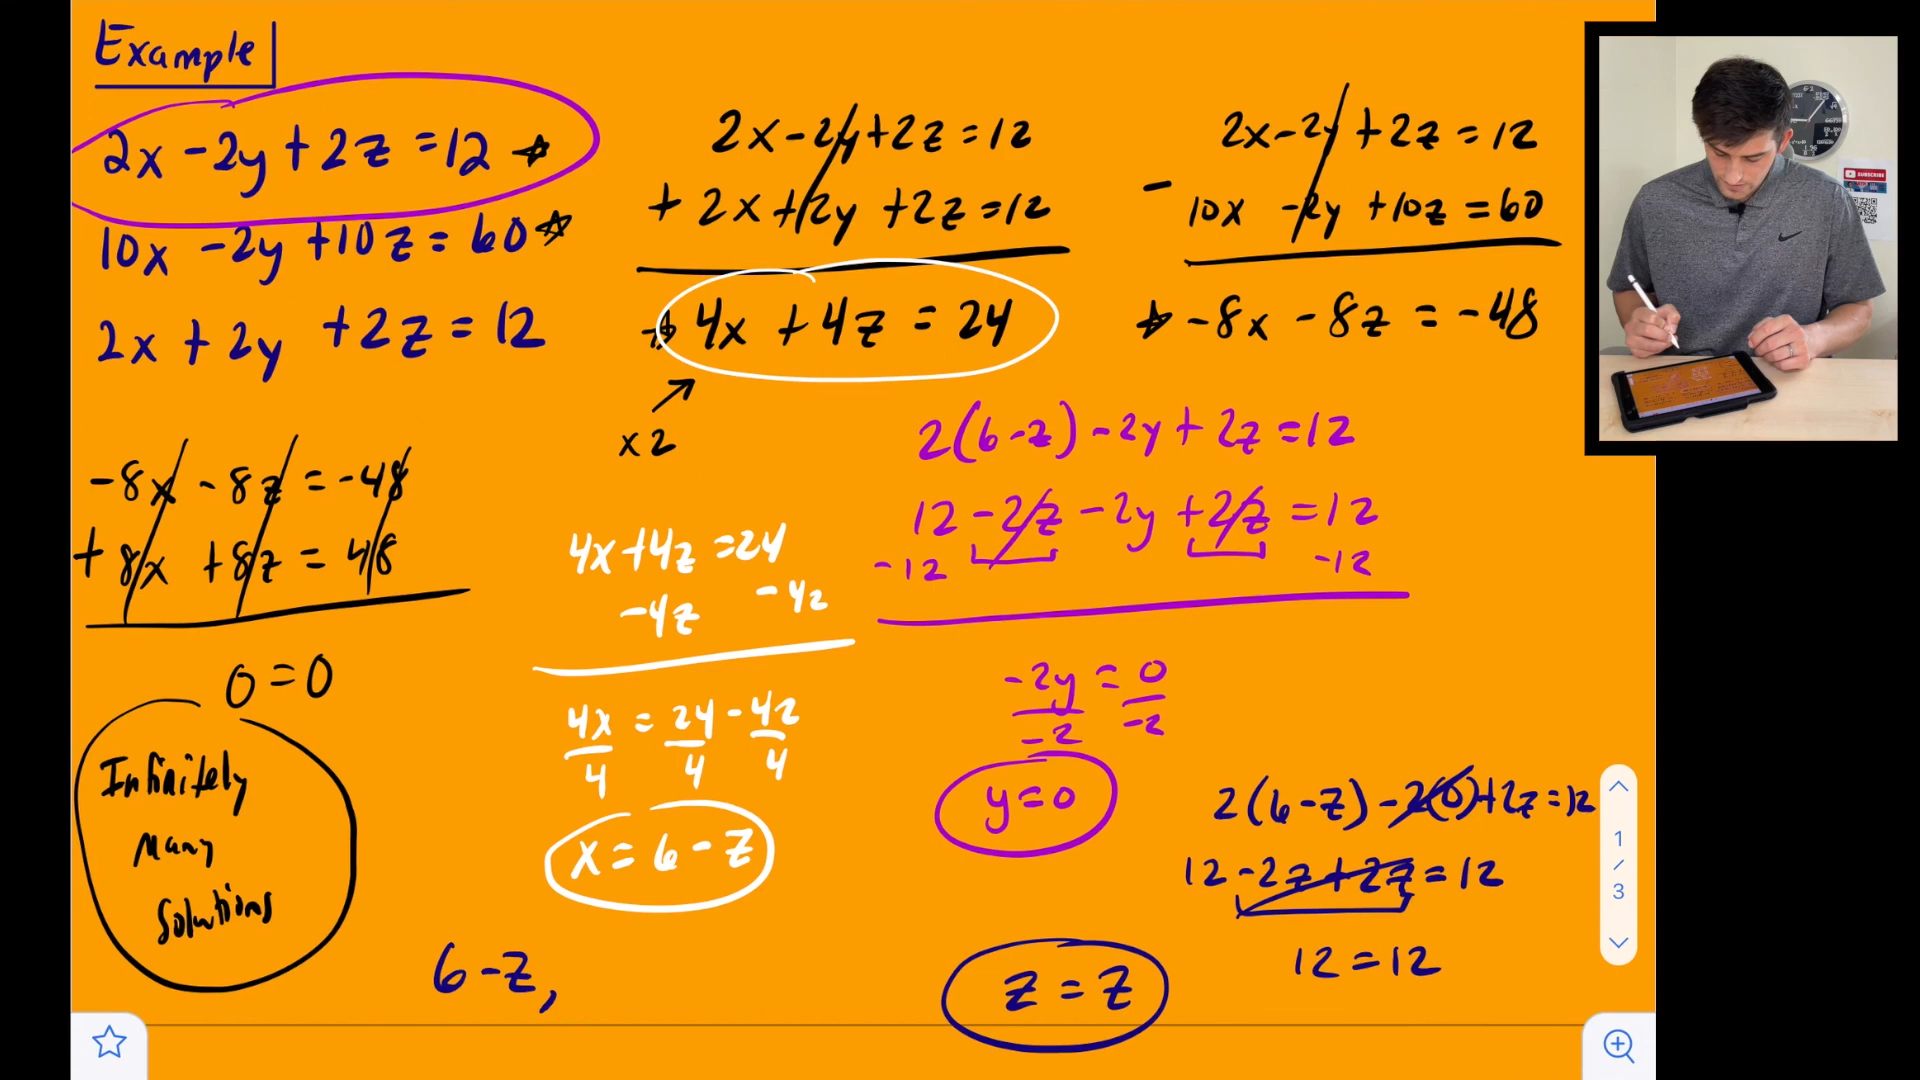 Example
2x - 2y + 2z = 12
10x - 2y + 10z = 60
2x + 2y + 2z = 12
2x - 2y + 2z = 12
+ 2x + 2y + 2z = 12
4x + 4z = 24
x 2
2x - 2y + 2z = 12
- 10x - 2y + 10z = 60
-8x - 8z = -48
-8x - 8z = -48
+ 8x + 8z = 48
0 = 0
Infinitely
Many
Solutions
4x + 4z = 24
-4z -4z
4x/4 = 24/4 - 4z/4
x = 6 - z
2(6-z) - 2y + 2z = 12
12 - 2z - 2y + 2z = 12
-12 -12
-2y/-2 = 0/-2
y = 0
2(6-z) - 2(0) + 2z = 12
12 - 2z + 2z = 12
12 = 12
z = z
6 - z,
1
/
3
SUBSCRIBE